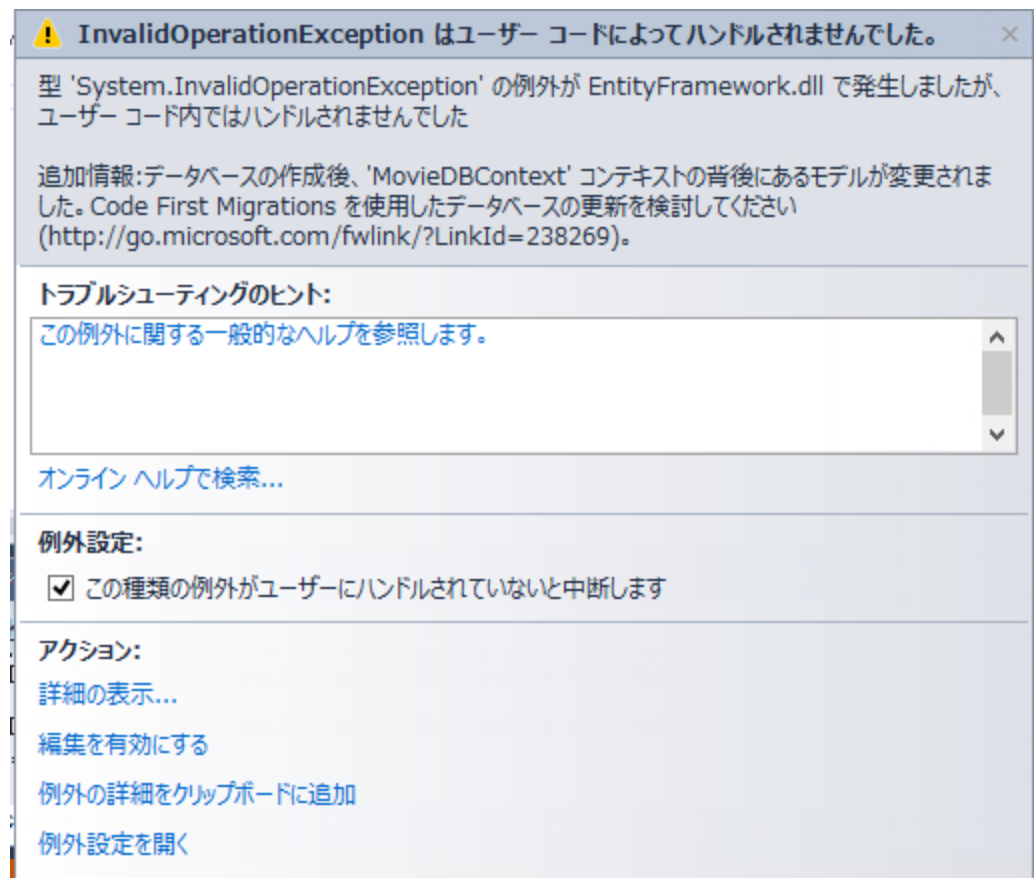 InvalidOperationException はユーザー コードによってハンドルされませんでした。
型 'System.InvalidOperationException' の例外が EntityFramework.dll で発生しましたが、
ユーザー コード内ではハンドルされませんでした
追加情報:データベースの作成後、'MovieDBContext' コンテキストの背後にあるモデルが変更されま
した。Code First Migrations を使用したデータベースの更新を検討してください
(http://go.microsoft.com/fwlink/?LinkId=238269)。
トラブルシューティングのヒント:
この例外に関する一般的なヘルプを参照します。
オンライン ヘルプで検索...
例外設定:
この種類の例外がユーザーにハンドルされていないと中断します
アクション:
詳細の表示...
編集を有効にする
例外の詳細をクリップボードに追加
例外設定を開く